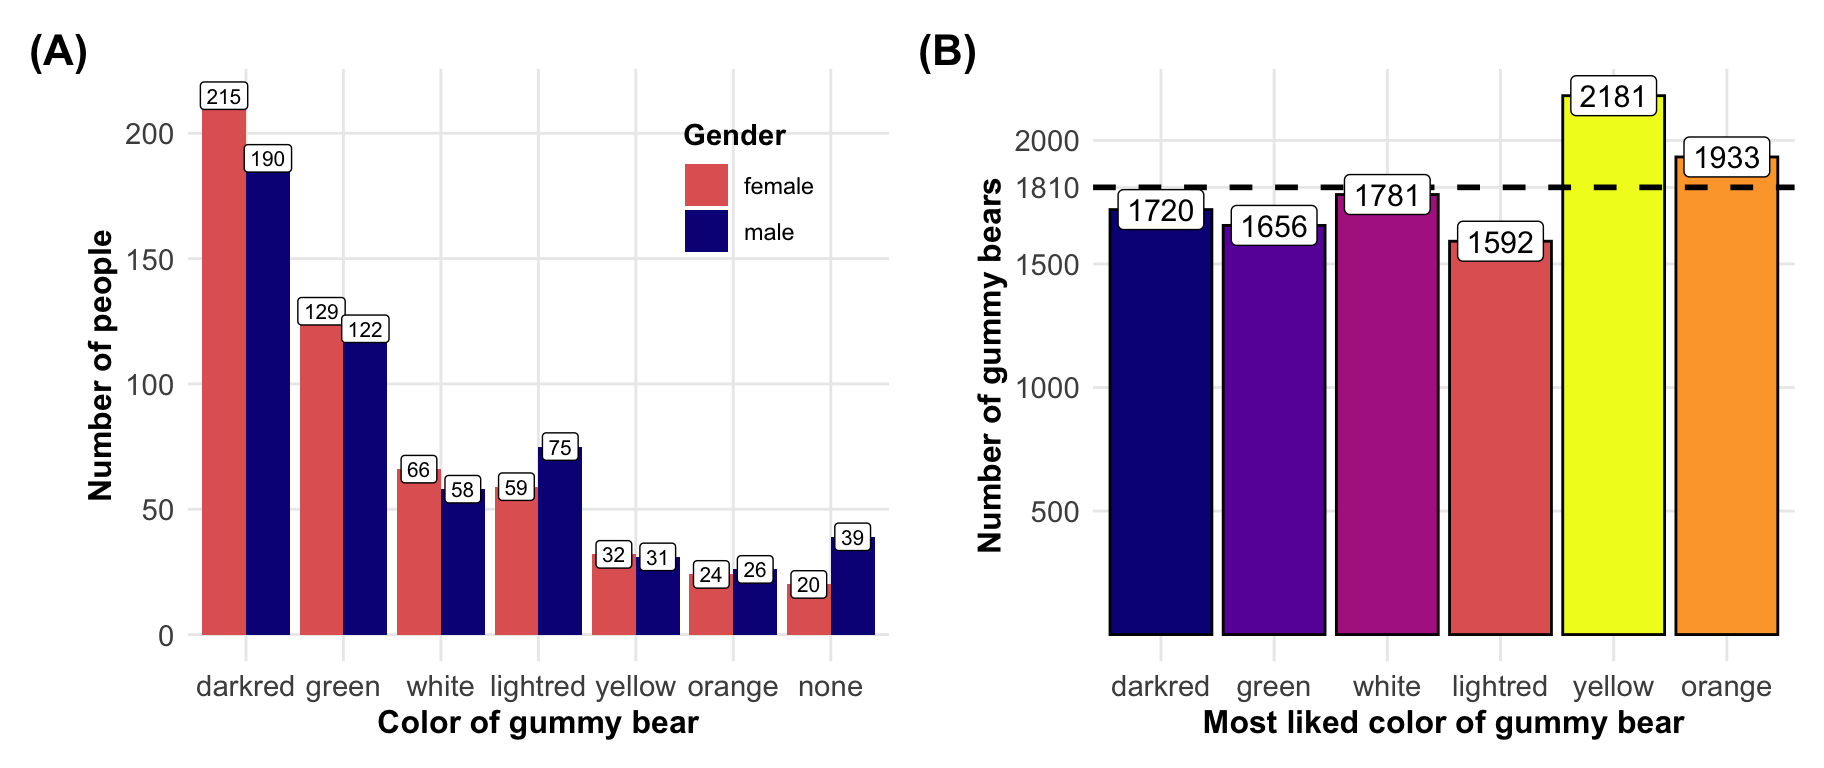 (A)
Number of people
200
150
100
50
0
215
190
129
122
66
58
59
75
32
31
24
26
20
39
Gender
female
male
darkred green white lightred yellow orange none
Color of gummy bear
(B)
Number of gummy bears
2000
1810
1500
1000
500
1720
1656
1781
1592
2181
1933
darkred green white lightred yellow orange
Most liked color of gummy bear